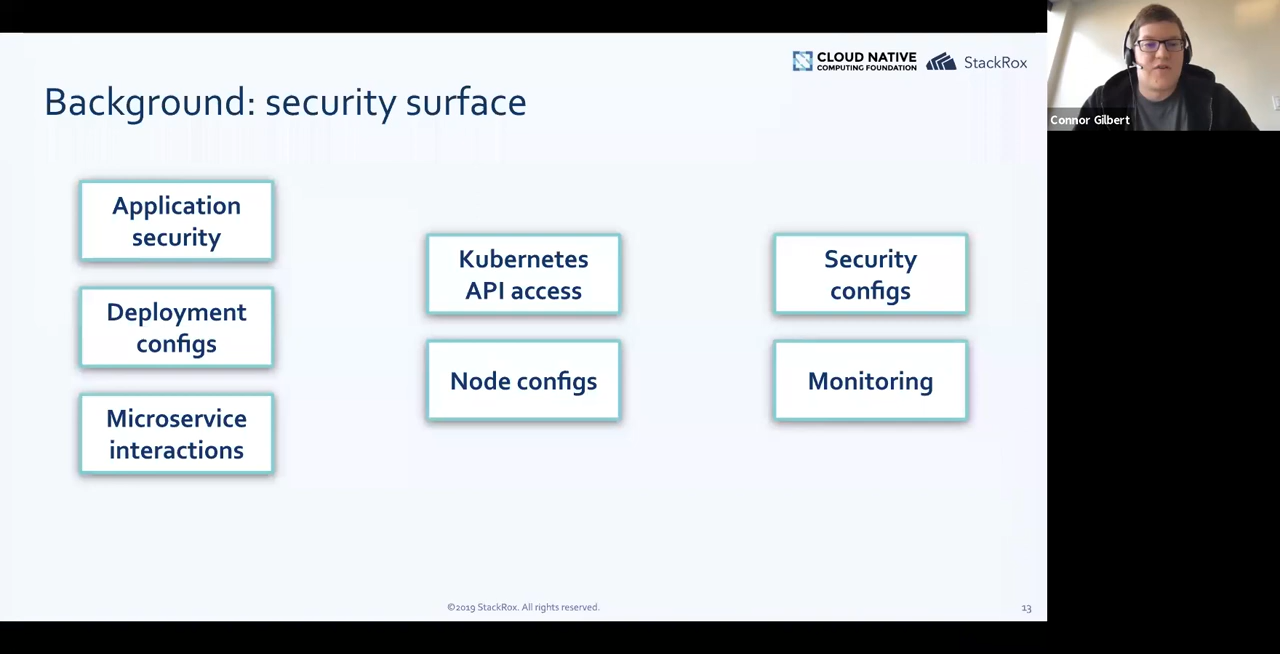 CLOUD NATIVE
COMPUTING FOUNDATION
StackRox
Connor Gilbert
Background: security surface
Application
security
Deployment
configs
Microservice
interactions
Kubernetes
API access
Node configs
Security
configs
Monitoring
©2019 StackRox. All rights reserved.
13